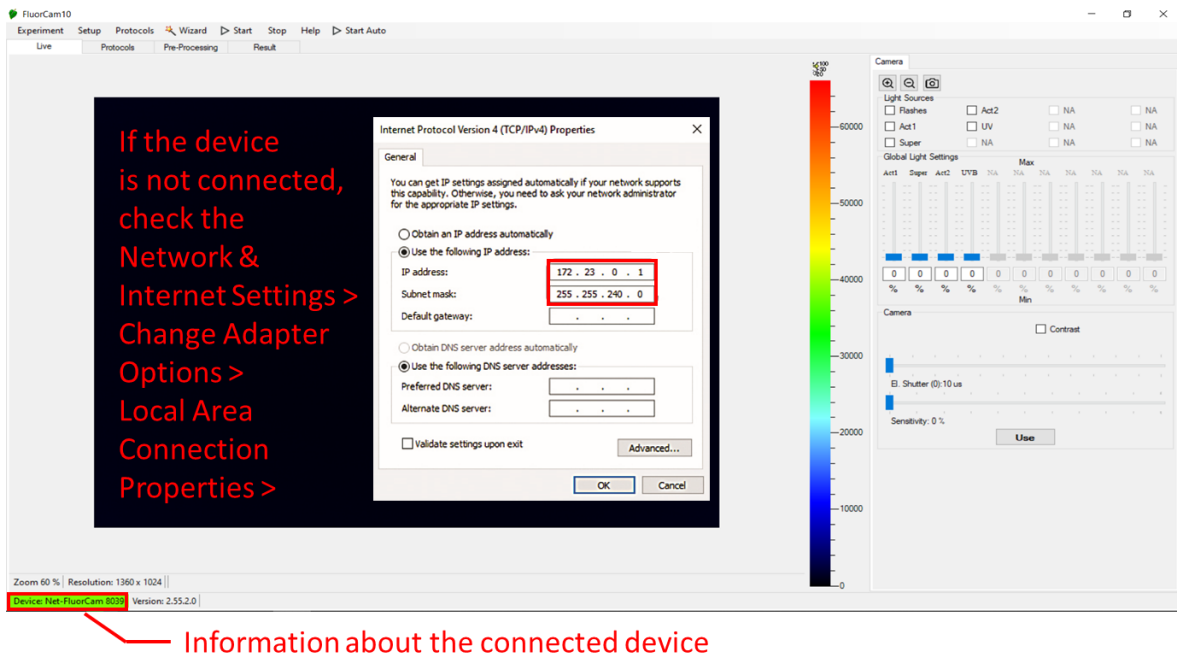 FluorCam10
Experiment Setup Protocols Wizard Start Stop Help Start Auto
Live Protocols Pre-Processing Result
If the device
is not connected,
check the
Network &
Internet Settings >
Change Adapter
Options >
Local Area
Connection
Properties >
Internet Protocol Version 4 (TCP/IPv4) Properties
General
You can get IP settings assigned automatically if your network supports
this capability. Otherwise, you need to ask your network administrator
for the appropriate IP settings.
Obtain an IP address automatically
Use the following IP address:
IP address: 172 . 23 . 0 . 1
Subnet mask: 255 . 255 . 240 . 0
Default gateway: . . .
Obtain DNS server address automatically
Use the following DNS server addresses:
Preferred DNS server: . . .
Alternate DNS server: . . .
Validate settings upon exit
Advanced...
OK Cancel
60000
50000
40000
30000
20000
10000
0
Camera
Light Sources
Flashes Act2 NA NA
Act1 UV NA NA
Super NA NA NA
Global Light Settings
Max
Act1 Super Act2 UVB NA NA NA NA NA NA NA
0 0 0 0 0 0 0 0 0 0 0
% % % % % % % % % % %
Min
Camera
Contrast
El. Shutter (0):10 us
Sensitivity: 0 %
Use
Zoom 60 % Resolution: 1360 x 1024
Device: Net-FluorCam 8039 Version: 2.55.2.0
Information about the connected device